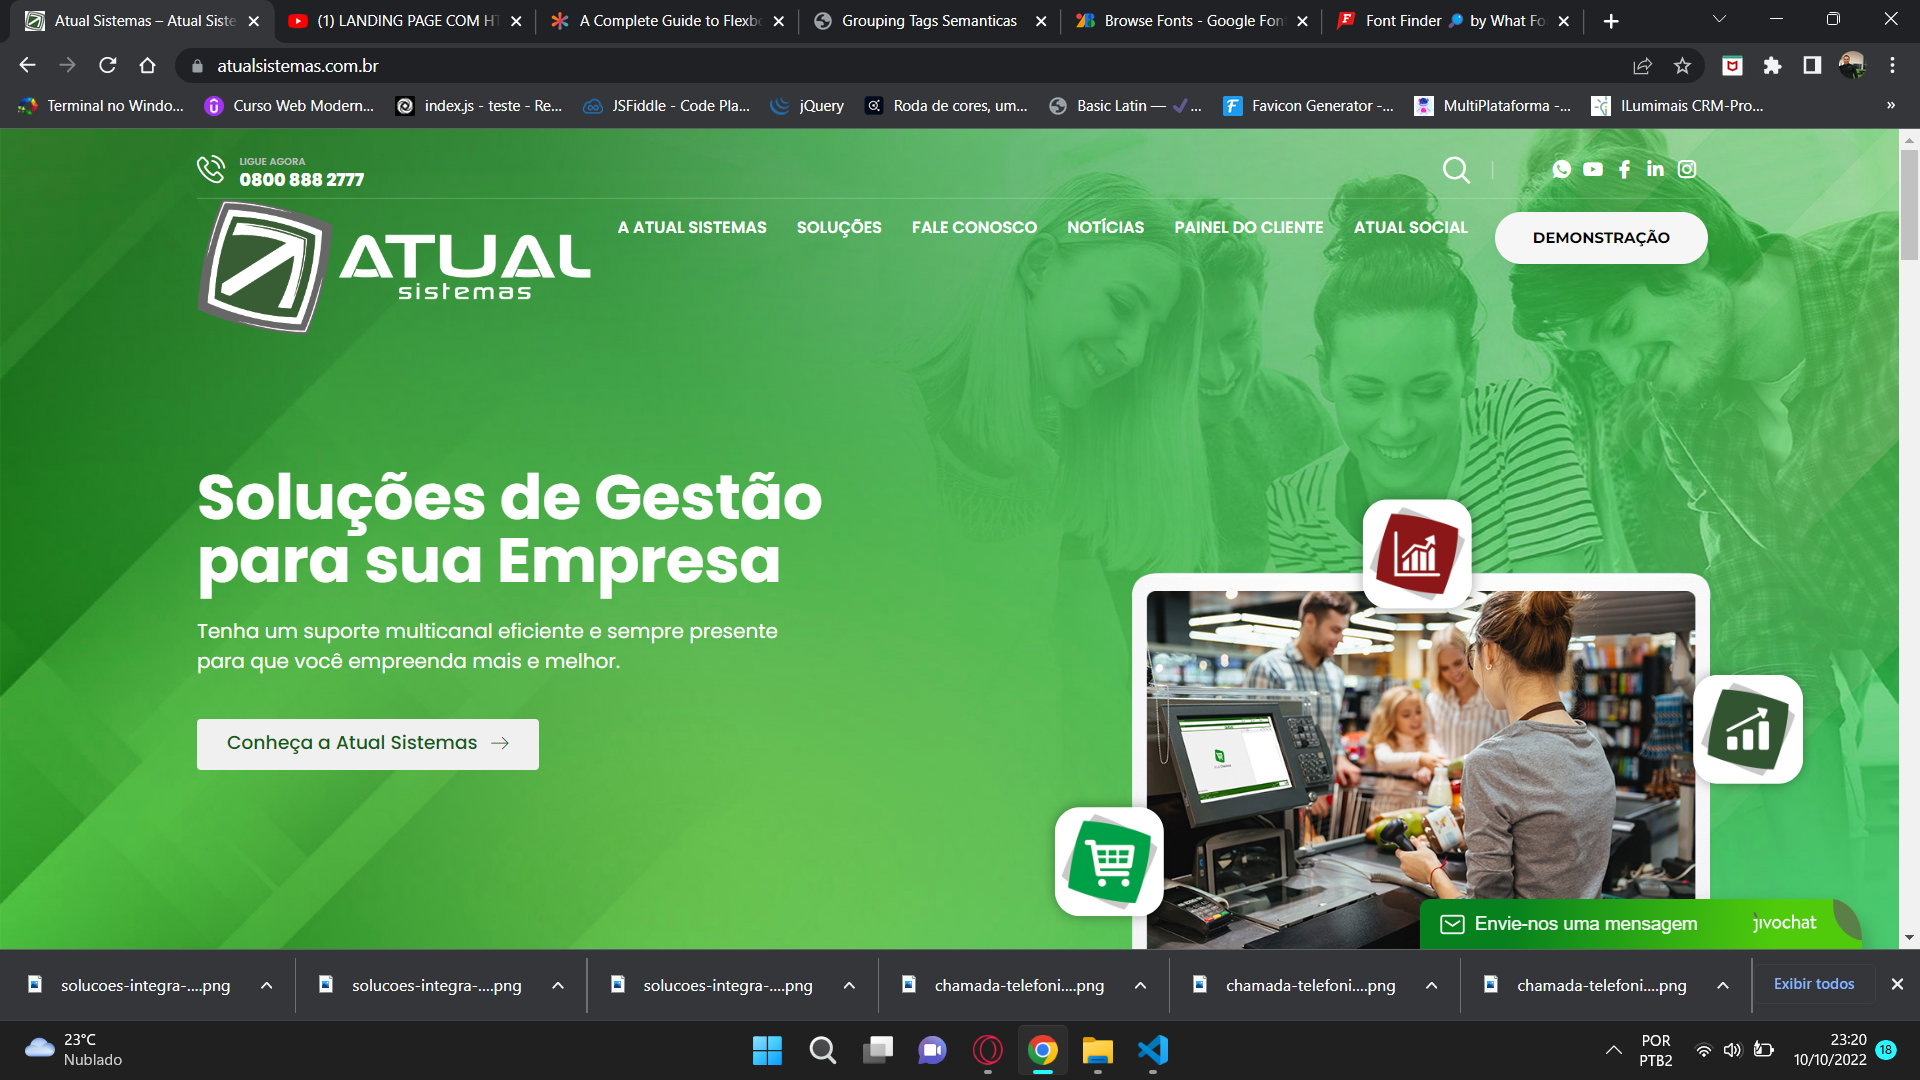 Atual Sistemas – Atual Siste
(1) LANDING PAGE COM HT
A Complete Guide to Flexbo
Grouping Tags Semanticas
Browse Fonts - Google Fon
Font Finder 🔎 by What Fo
atualsistemas.com.br
Terminal no Windo...
Curso Web Modern...
index.js - teste - Re...
JSFiddle - Code Pla...
jQuery
Roda de cores, um...
Basic Latin — ✔...
Favicon Generator -...
MultiPlataforma -...
ILumimais CRM-Pro...
»
LIGUE AGORA
0800 888 2777
ATUAL
sistemas
A ATUAL SISTEMAS
SOLUÇÕES
FALE CONOSCO
NOTÍCIAS
PAINEL DO CLIENTE
ATUAL SOCIAL
DEMONSTRAÇÃO
Soluções de Gestão
para sua Empresa
Tenha um suporte multicanal eficiente e sempre presente
para que você empreenda mais e melhor.
Conheça a Atual Sistemas →
Envie-nos uma mensagem
jivochat
solucoes-integra-....png
solucoes-integra-....png
solucoes-integra-....png
chamada-telefoni....png
chamada-telefoni....png
chamada-telefoni....png
Exibir todos
23°C
Nublado
POR
PTB2
23:20
10/10/2022
18